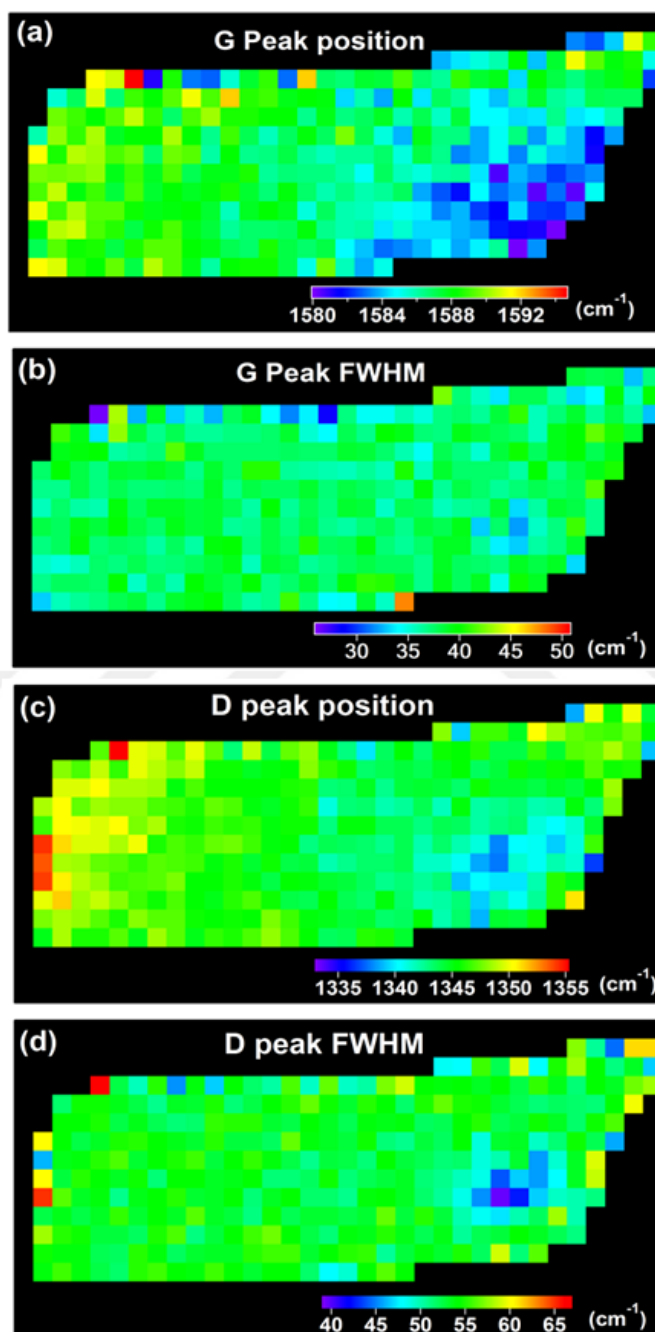 (a) G Peak position
1580 1584 1588 1592 (cm⁻¹)
(b) G Peak FWHM
30 35 40 45 50 (cm⁻¹)
(c) D peak position
1335 1340 1345 1350 1355 (cm⁻¹)
(d) D peak FWHM
40 45 50 55 60 65 (cm⁻¹)